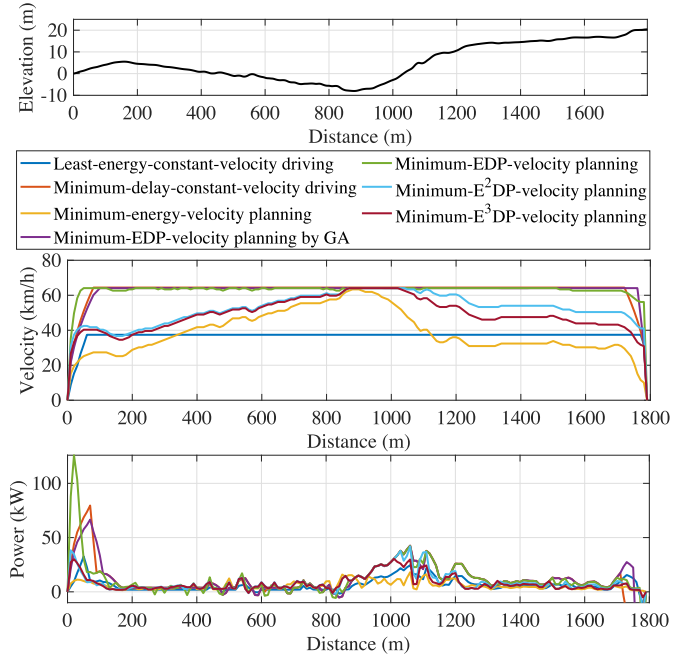 Elevation (m)
20
10
0
-10
0 200 400 600 800 1000 1200 1400 1600
Distance (m)
Least-energy-constant-velocity driving
Minimum-delay-constant-velocity driving
Minimum-energy-velocity planning
Minimum-EDP-velocity planning by GA
Minimum-EDP-velocity planning
Minimum-E²DP-velocity planning
Minimum-E³DP-velocity planning
Velocity (km/h)
80
60
40
20
0
0 200 400 600 800 1000 1200 1400 1600 1800
Distance (m)
Power (kW)
100
50
0
0 200 400 600 800 1000 1200 1400 1600 1800
Distance (m)